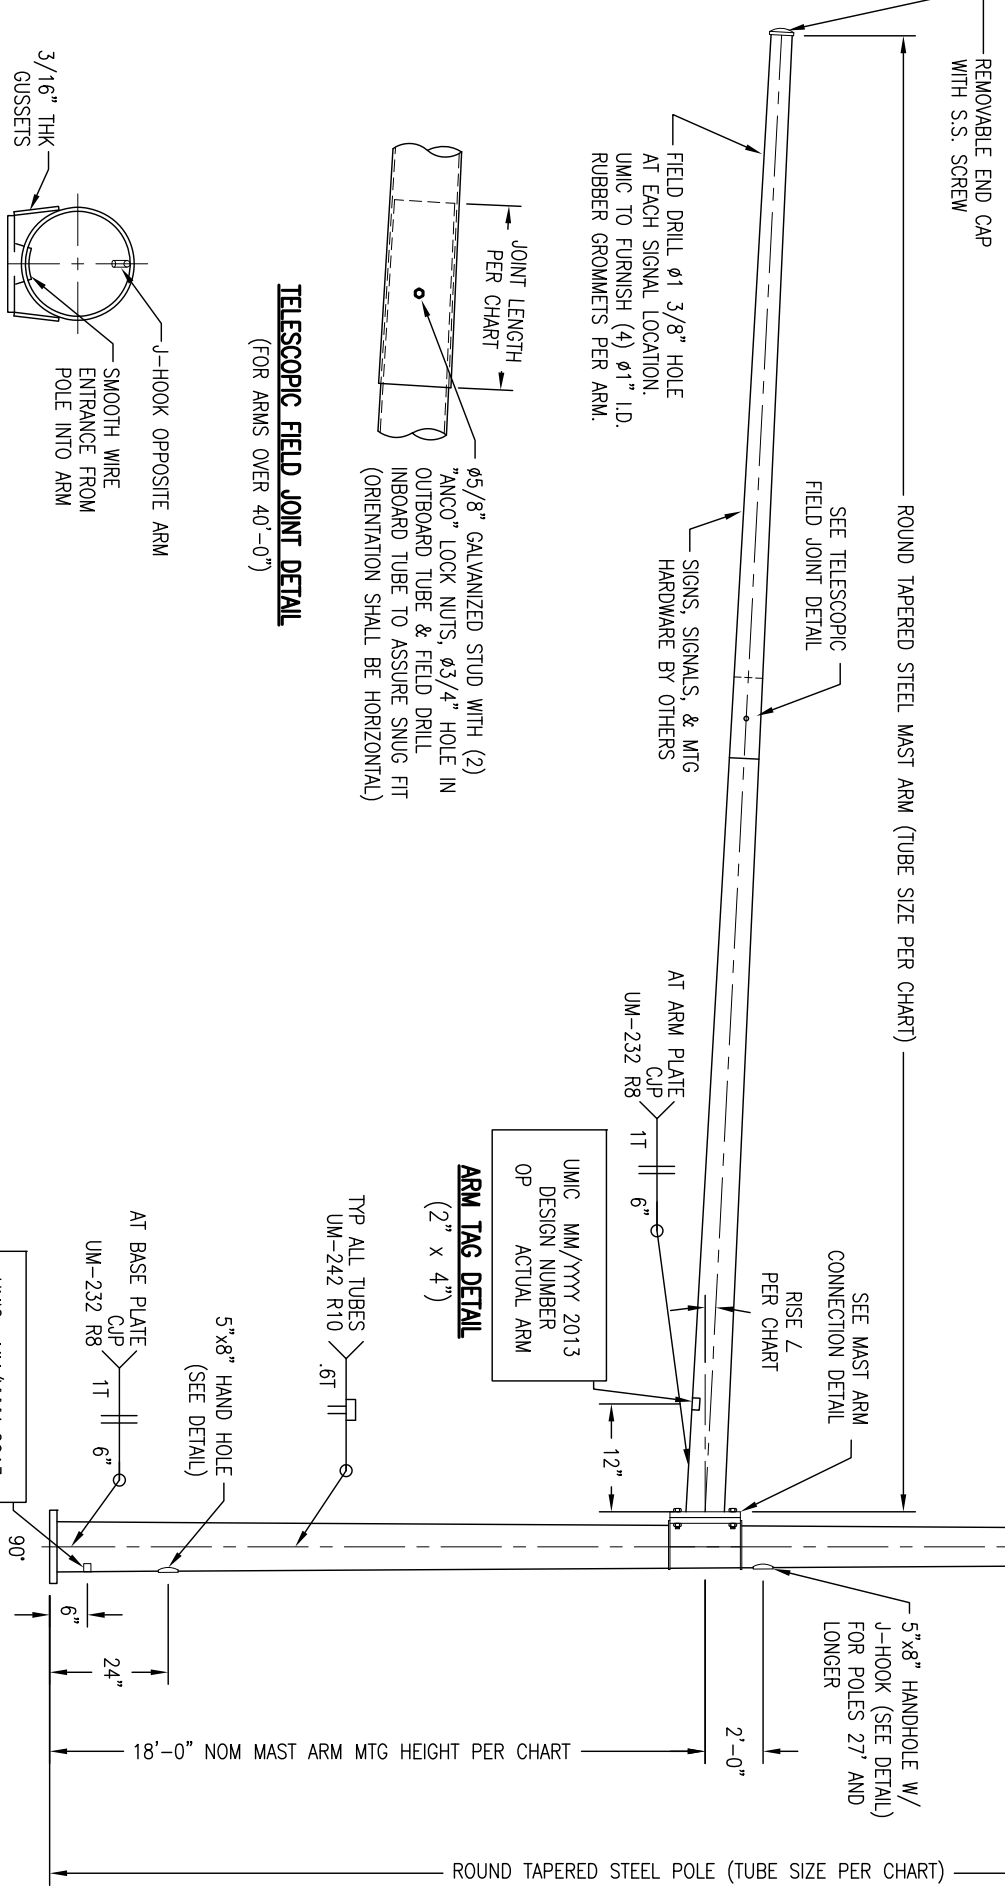 REMOVABLE END CAP
WITH S.S. SCREW
ROUND TAPERED STEEL MAST ARM (TUBE SIZE PER CHART)
FIELD DRILL ø1 3/8" HOLE
AT EACH SIGNAL LOCATION.
UMIC TO FURNISH (4) ø1" I.D.
RUBBER GROMMETS PER ARM.
SEE TELESCOPIC
FIELD JOINT DETAIL
SIGNS, SIGNALS, & MTG
HARDWARE BY OTHERS
SEE MAST ARM
CONNECTION DETAIL
RISE ∠
PER CHART
AT ARM PLATE
CJP
UM-232 R8
1T
6"
12"
5"x8" HANDHOLE W/
J-HOOK (SEE DETAIL)
FOR POLES 27' AND
LONGER
2'-0"
JOINT LENGTH
PER CHART
ø5/8" GALVANIZED STUD WITH (2)
"ANCO" LOCK NUTS, ø3/4" HOLE IN
OUTBOARD TUBE & FIELD DRILL
INBOARD TUBE TO ASSURE SNUG FIT
(ORIENTATION SHALL BE HORIZONTAL)
TELESCOPIC FIELD JOINT DETAIL
(FOR ARMS OVER 40'-0")
UMIC MM/YYYY 2013
DESIGN NUMBER
OP ACTUAL ARM
ARM TAG DETAIL
(2" x 4")
TYP ALL TUBES
UM-242 R10
.6T
18'-0" NOM MAST ARM MTG HEIGHT PER CHART
ROUND TAPERED STEEL POLE (TUBE SIZE PER CHART)
5"x8" HAND HOLE
(SEE DETAIL)
AT BASE PLATE
CJP
UM-232 R8
1T
6"
24"
6"
90°
J-HOOK OPPOSITE ARM
SMOOTH WIRE
ENTRANCE FROM
POLE INTO ARM
3/16" THK
GUSSETS